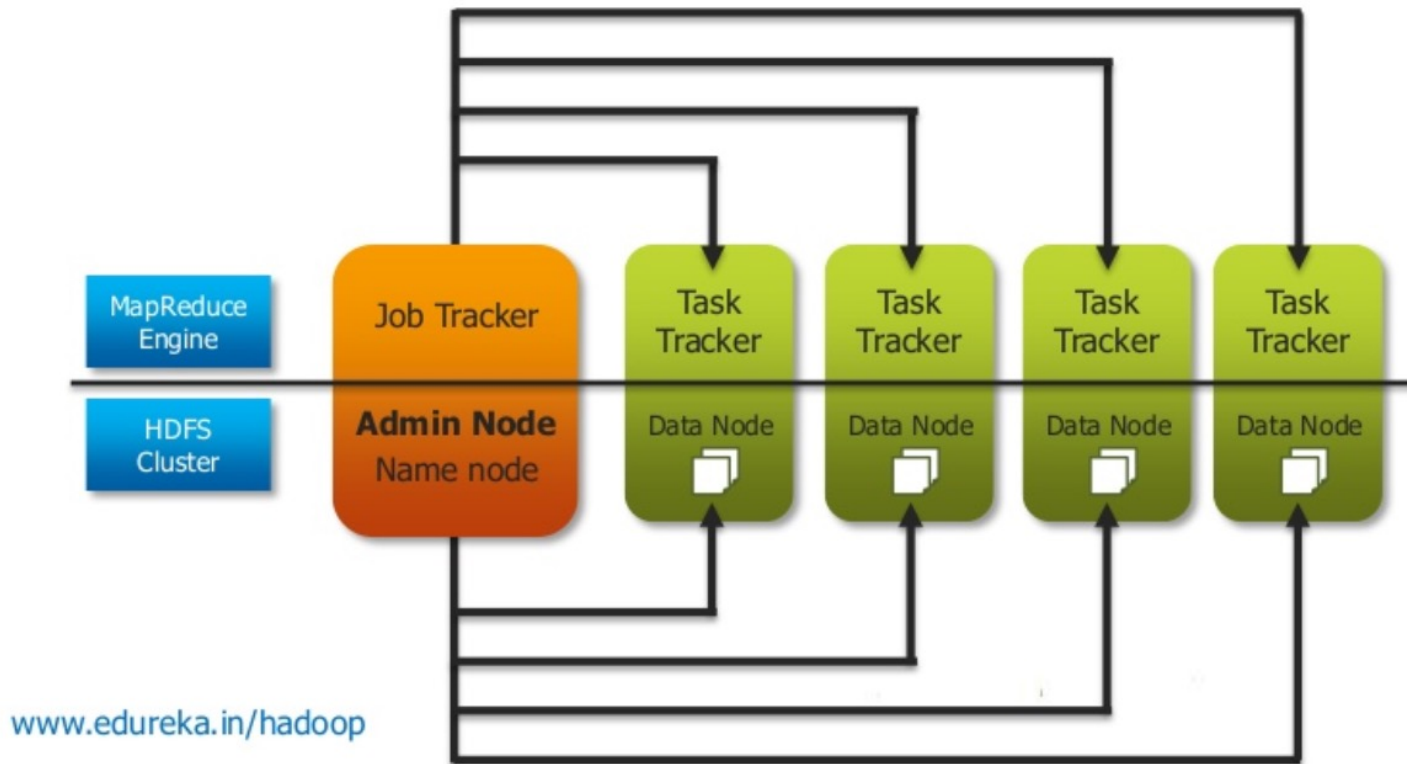 MapReduce
Engine
Job Tracker
Task
Tracker
Task
Tracker
Task
Tracker
Task
Tracker
HDFS
Cluster
Admin Node
Name node
Data Node
Data Node
Data Node
Data Node
www.edureka.in/hadoop